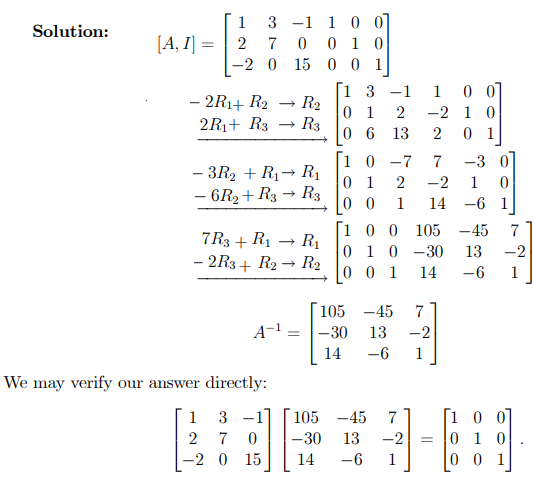 Solution:
[A, I] = [ 1 3 −1 1 0 0
2 7 0 0 1 0
−2 0 15 0 0 1 ]
− 2R₁+ R₂ → R₂
2R₁+ R₃ → R₃
[ 1 3 −1 1 0 0
0 1 2 −2 1 0
0 6 13 2 0 1 ]
− 3R₂ + R₁→ R₁
− 6R₂+ R₃ → R₃
[ 1 0 −7 7 −3 0
0 1 2 −2 1 0
0 0 1 14 −6 1 ]
7R₃ + R₁ → R₁
− 2R₃+ R₂→ R₂
[ 1 0 0 105 −45 7
0 1 0 −30 13 −2
0 0 1 14 −6 1 ]
A⁻¹ = [ 105 −45 7
−30 13 −2
14 −6 1 ]
We may verify our answer directly:
[ 1 3 −1 ] [ 105 −45 7 ] [ 1 0 0 ]
[ 2 7 0 ] [ −30 13 −2 ] = [ 0 1 0 ] .
[ −2 0 15 ] [ 14 −6 1 ] [ 0 0 1 ]